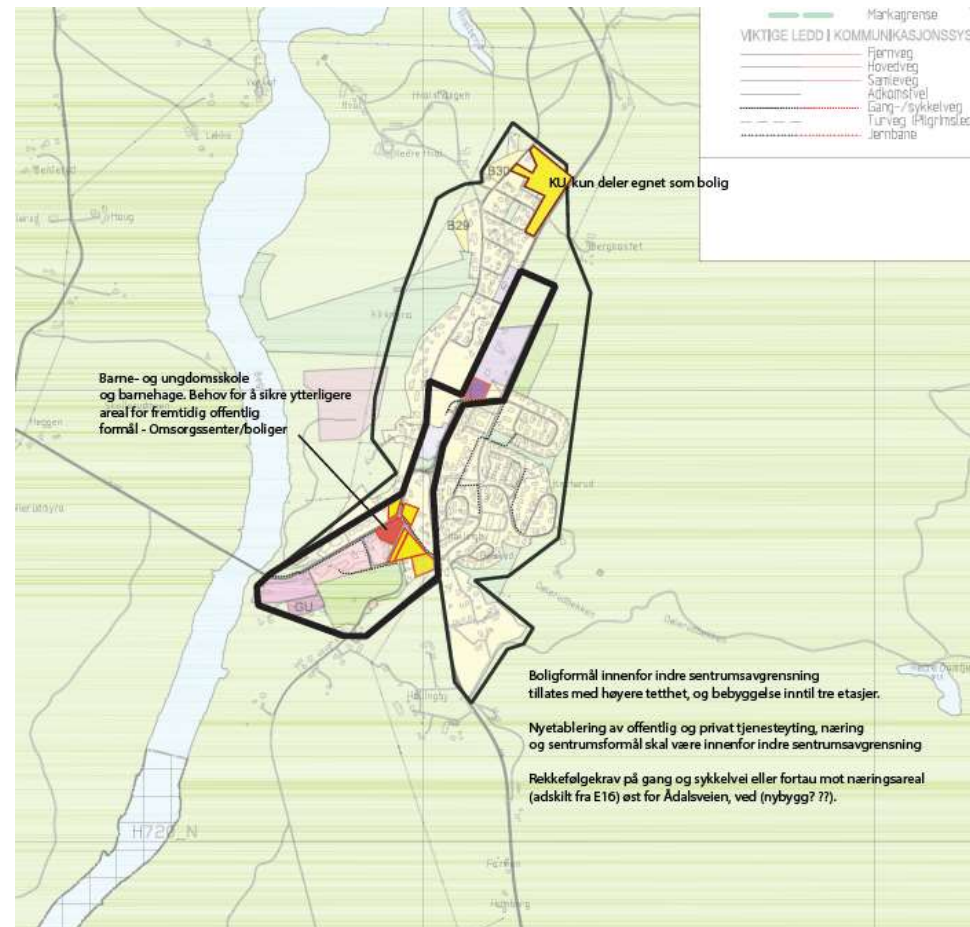 Markagrense
VIKTIGE LEDD I KOMMUNIKASJONSSYS
Fjernveg
Hovedveg
Samleveg
Adkomstvei
Gang-/sykkelveg
Turveg (Pilgrimsled
Jernbane
B30
KU, kun deler egnet som bolig
B29
Haug
Barne- og ungdomsskole
og barnehage. Behov for å sikre ytterligere
areal for fremtidig offentlig
formål - Omsorgssenter/boliger
Heggen
GU
Boligformål innenfor indre sentrumsavgrensning
tillates med høyere tetthet, og bebyggelse inntil tre etasjer.
Nyetablering av offentlig og privat tjenesteyting, næring
og sentrumsformål skal være innenfor indre sentrumsavgrensning
Rekkefølgekrav på gang og sykkelvei eller fortau mot næringsareal
(adskilt fra E16) øst for Ådalsveien, ved (nybygg? ??).
H720_N